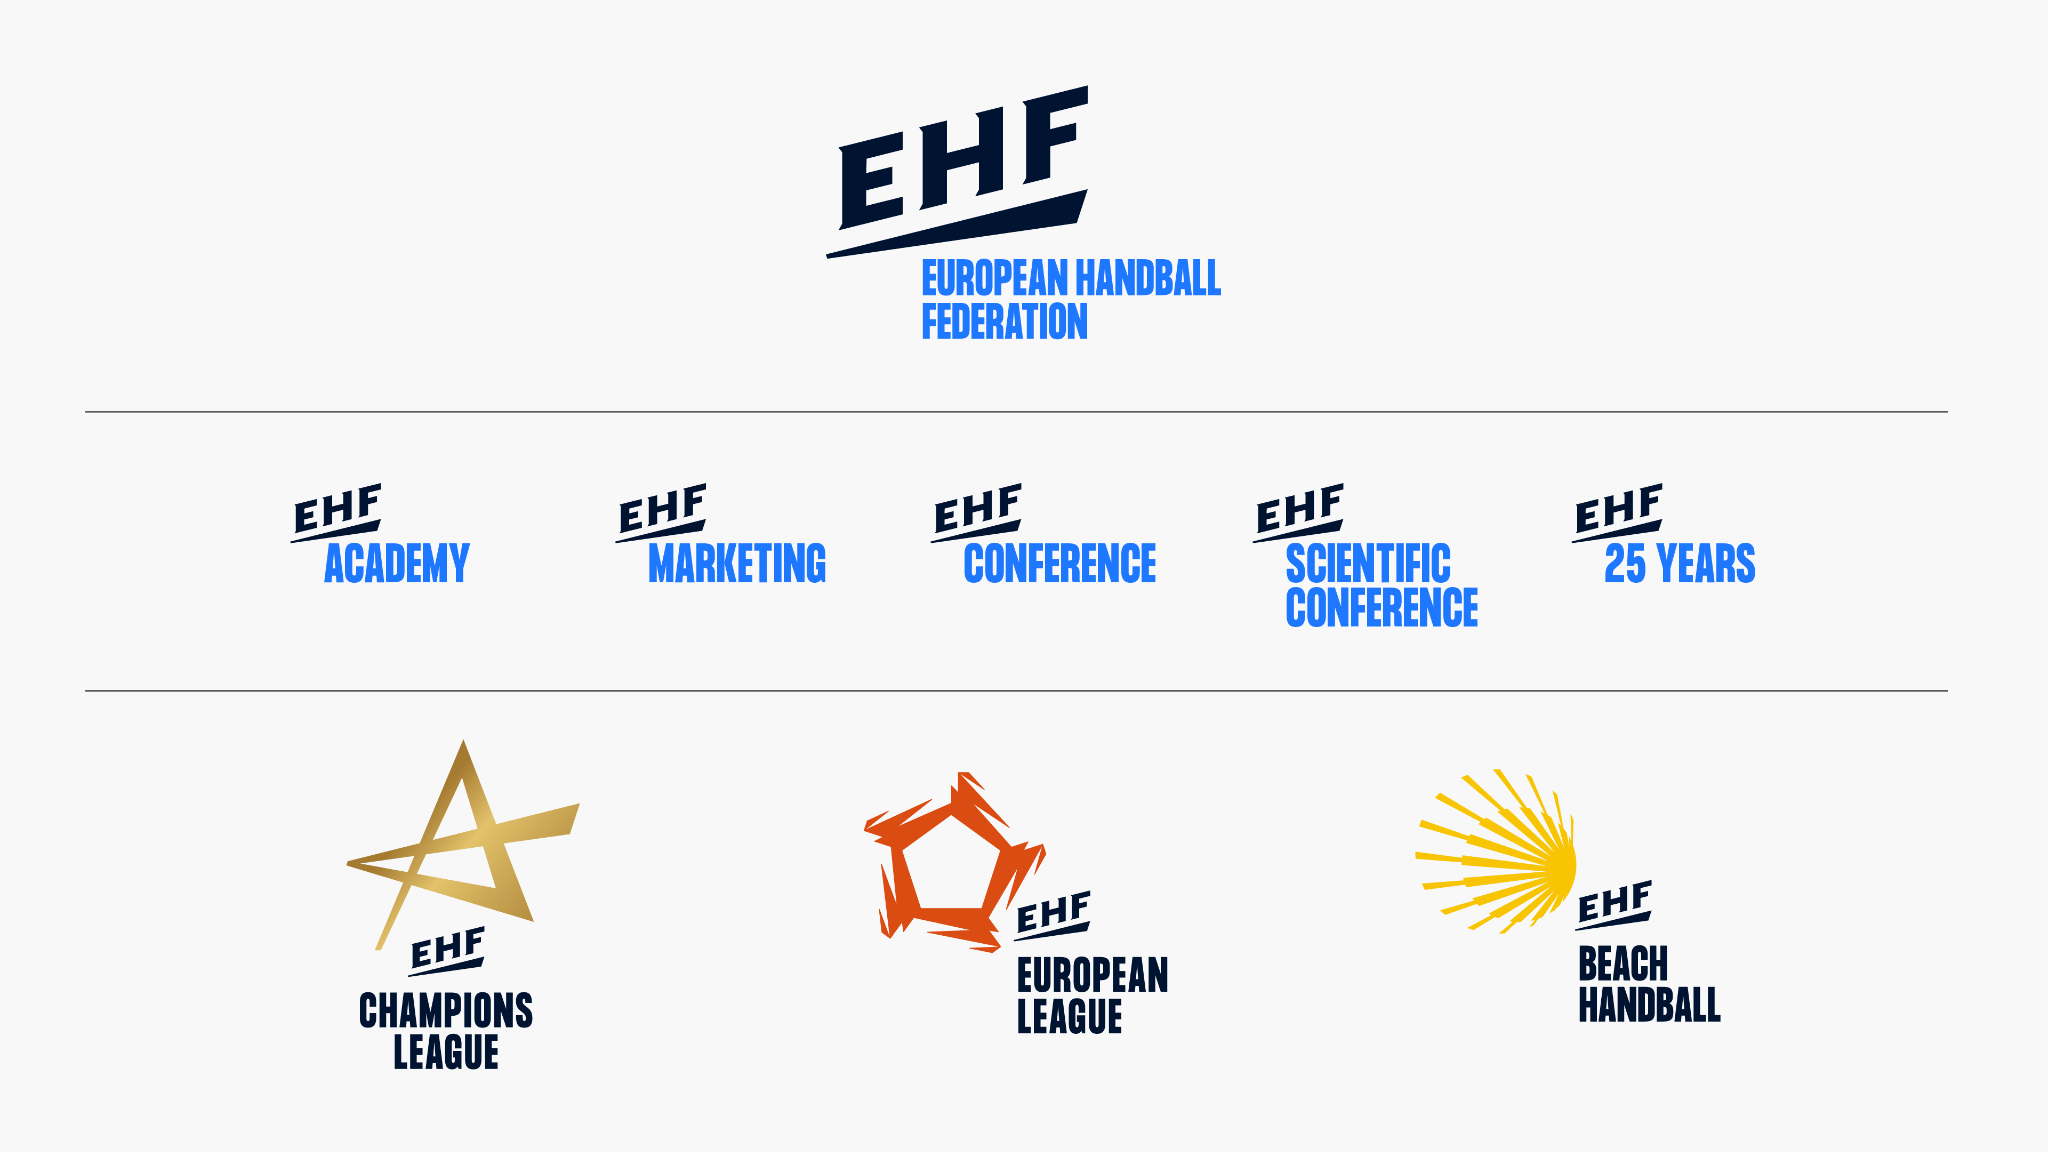 EHF
EUROPEAN HANDBALL
FEDERATION
EHF
ACADEMY
EHF
MARKETING
EHF
CONFERENCE
EHF
SCIENTIFIC
CONFERENCE
EHF
25 YEARS
EHF
CHAMPIONS
LEAGUE
EHF
EUROPEAN
LEAGUE
EHF
BEACH
HANDBALL